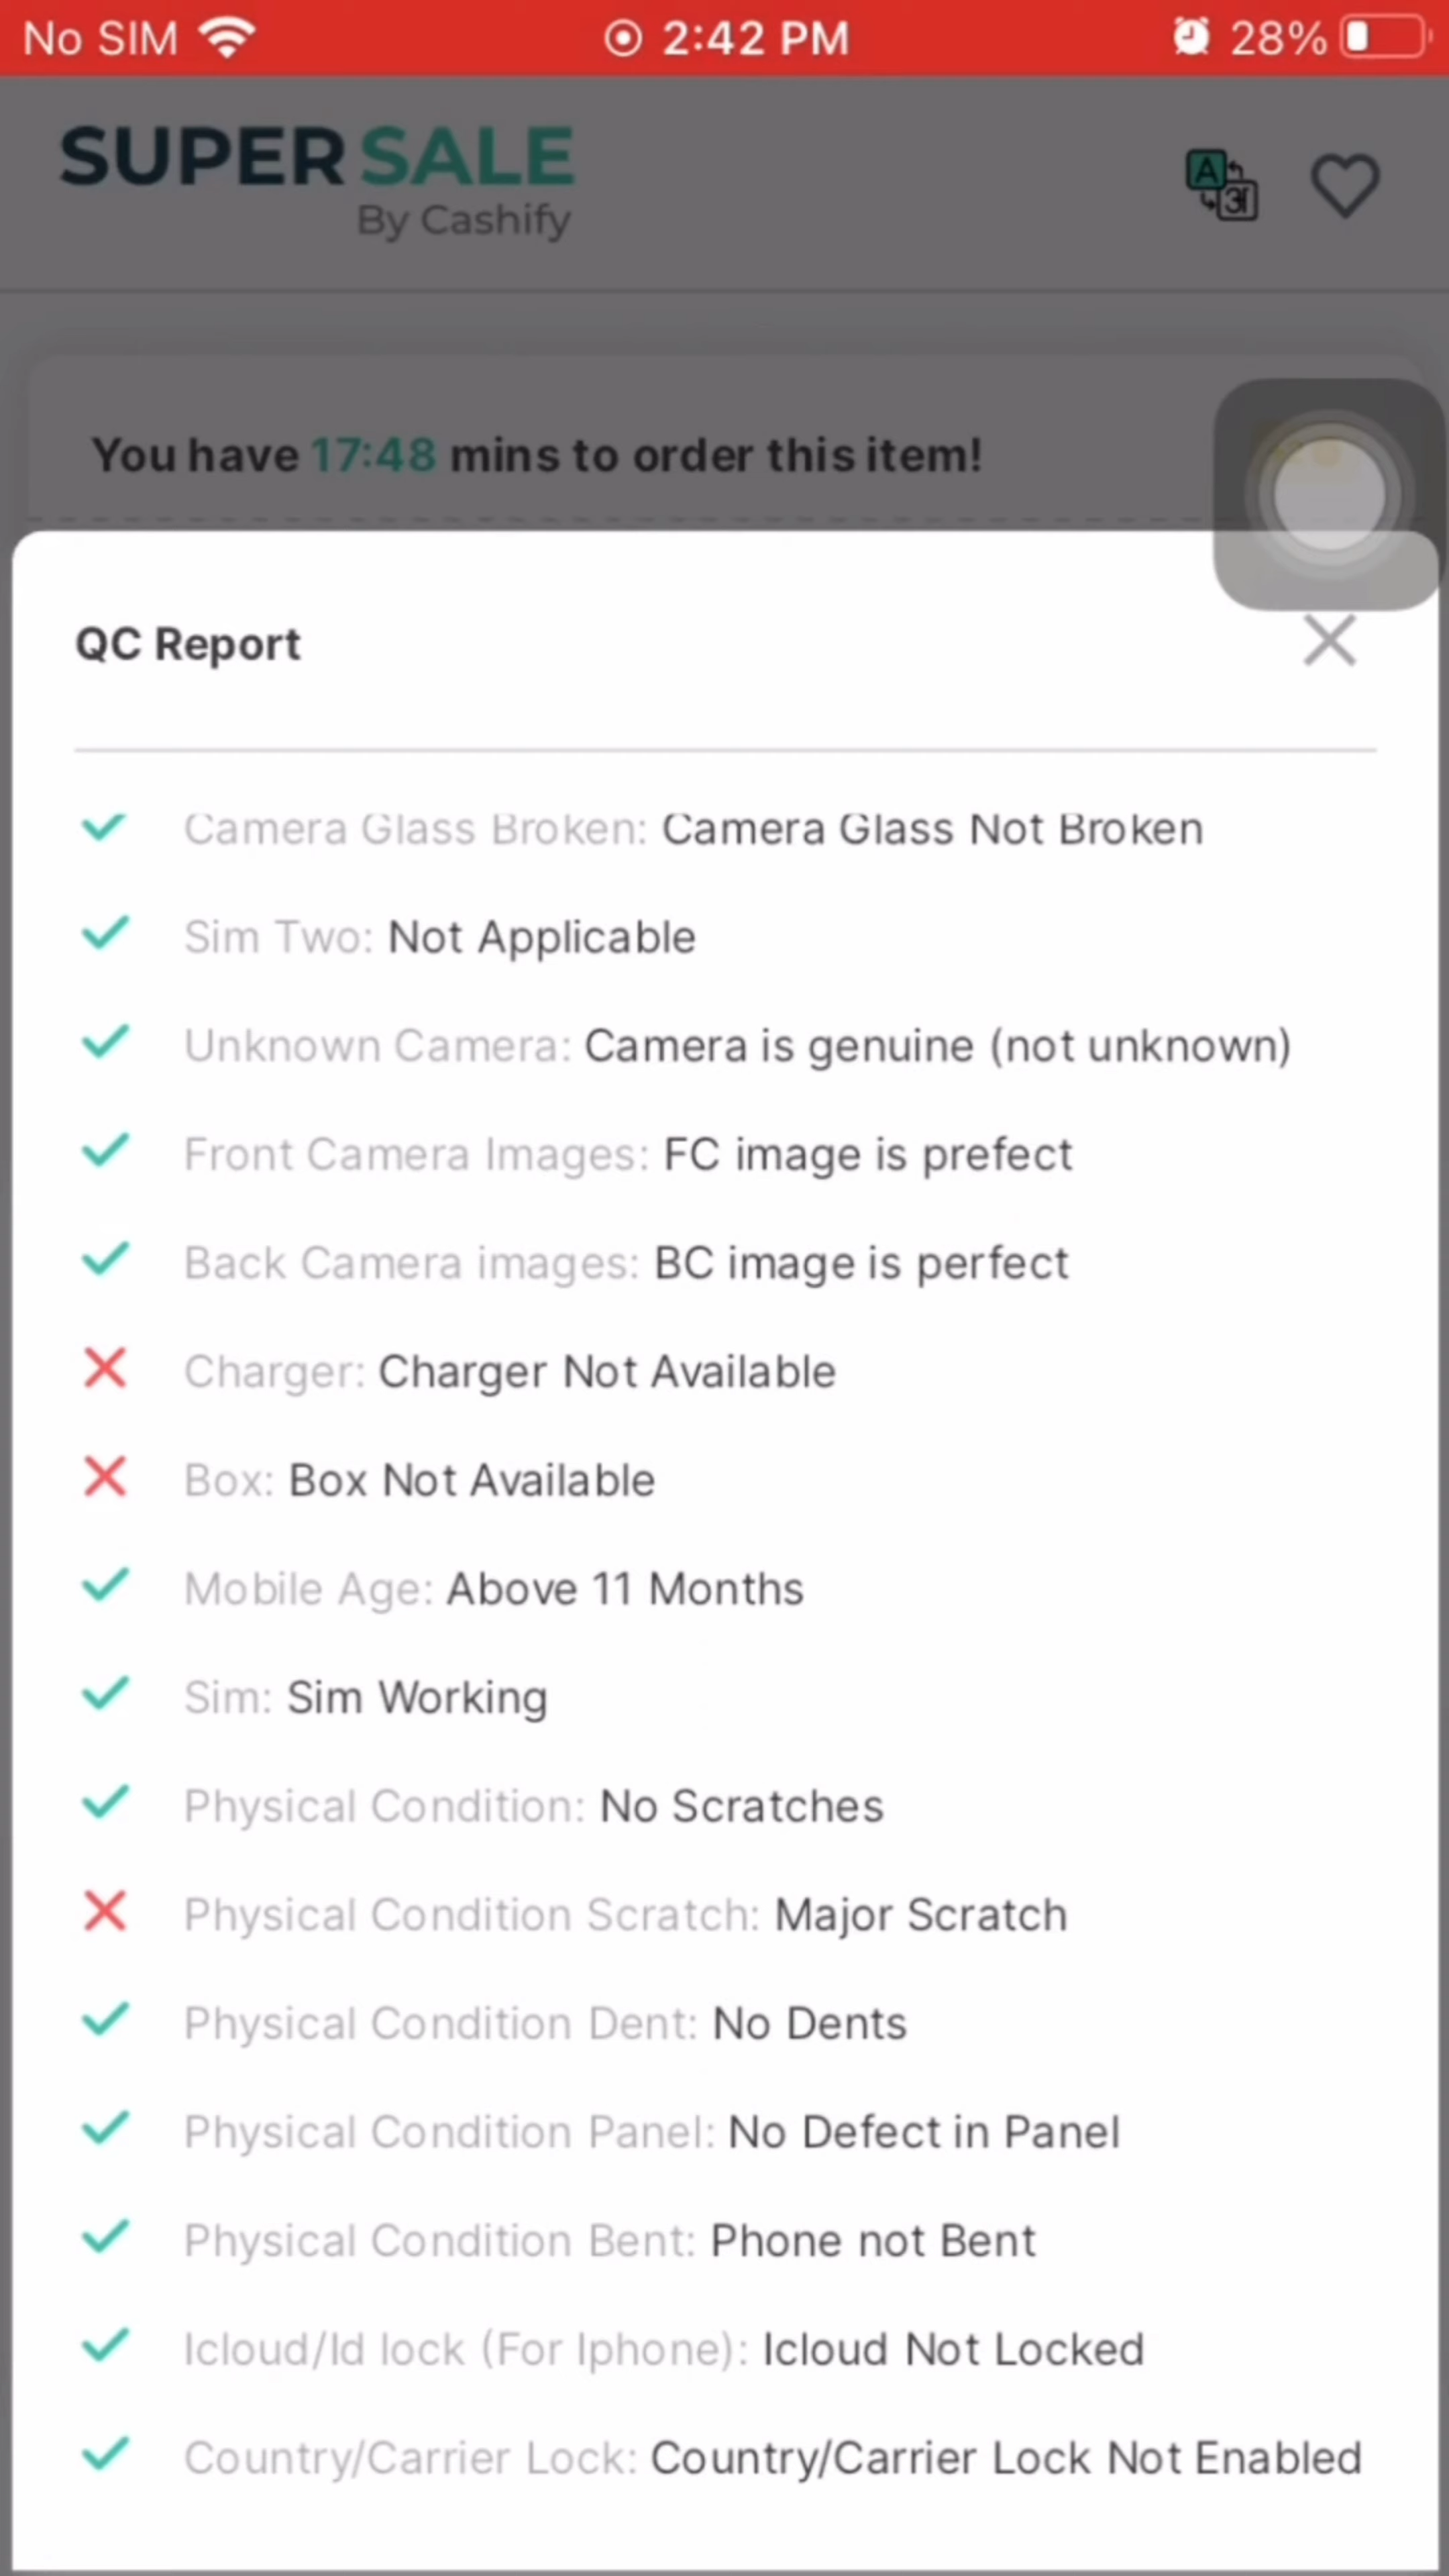 No SIM 2:42 PM 28%
SUPER SALE
By Cashify
A अ
You have 17:48 mins to order this item!
QC Report
Camera Glass Broken: Camera Glass Not Broken
Sim Two: Not Applicable
Unknown Camera: Camera is genuine (not unknown)
Front Camera Images: FC image is prefect
Back Camera images: BC image is perfect
Charger: Charger Not Available
Box: Box Not Available
Mobile Age: Above 11 Months
Sim: Sim Working
Physical Condition: No Scratches
Physical Condition Scratch: Major Scratch
Physical Condition Dent: No Dents
Physical Condition Panel: No Defect in Panel
Physical Condition Bent: Phone not Bent
Icloud/Id lock (For Iphone): Icloud Not Locked
Country/Carrier Lock: Country/Carrier Lock Not Enabled